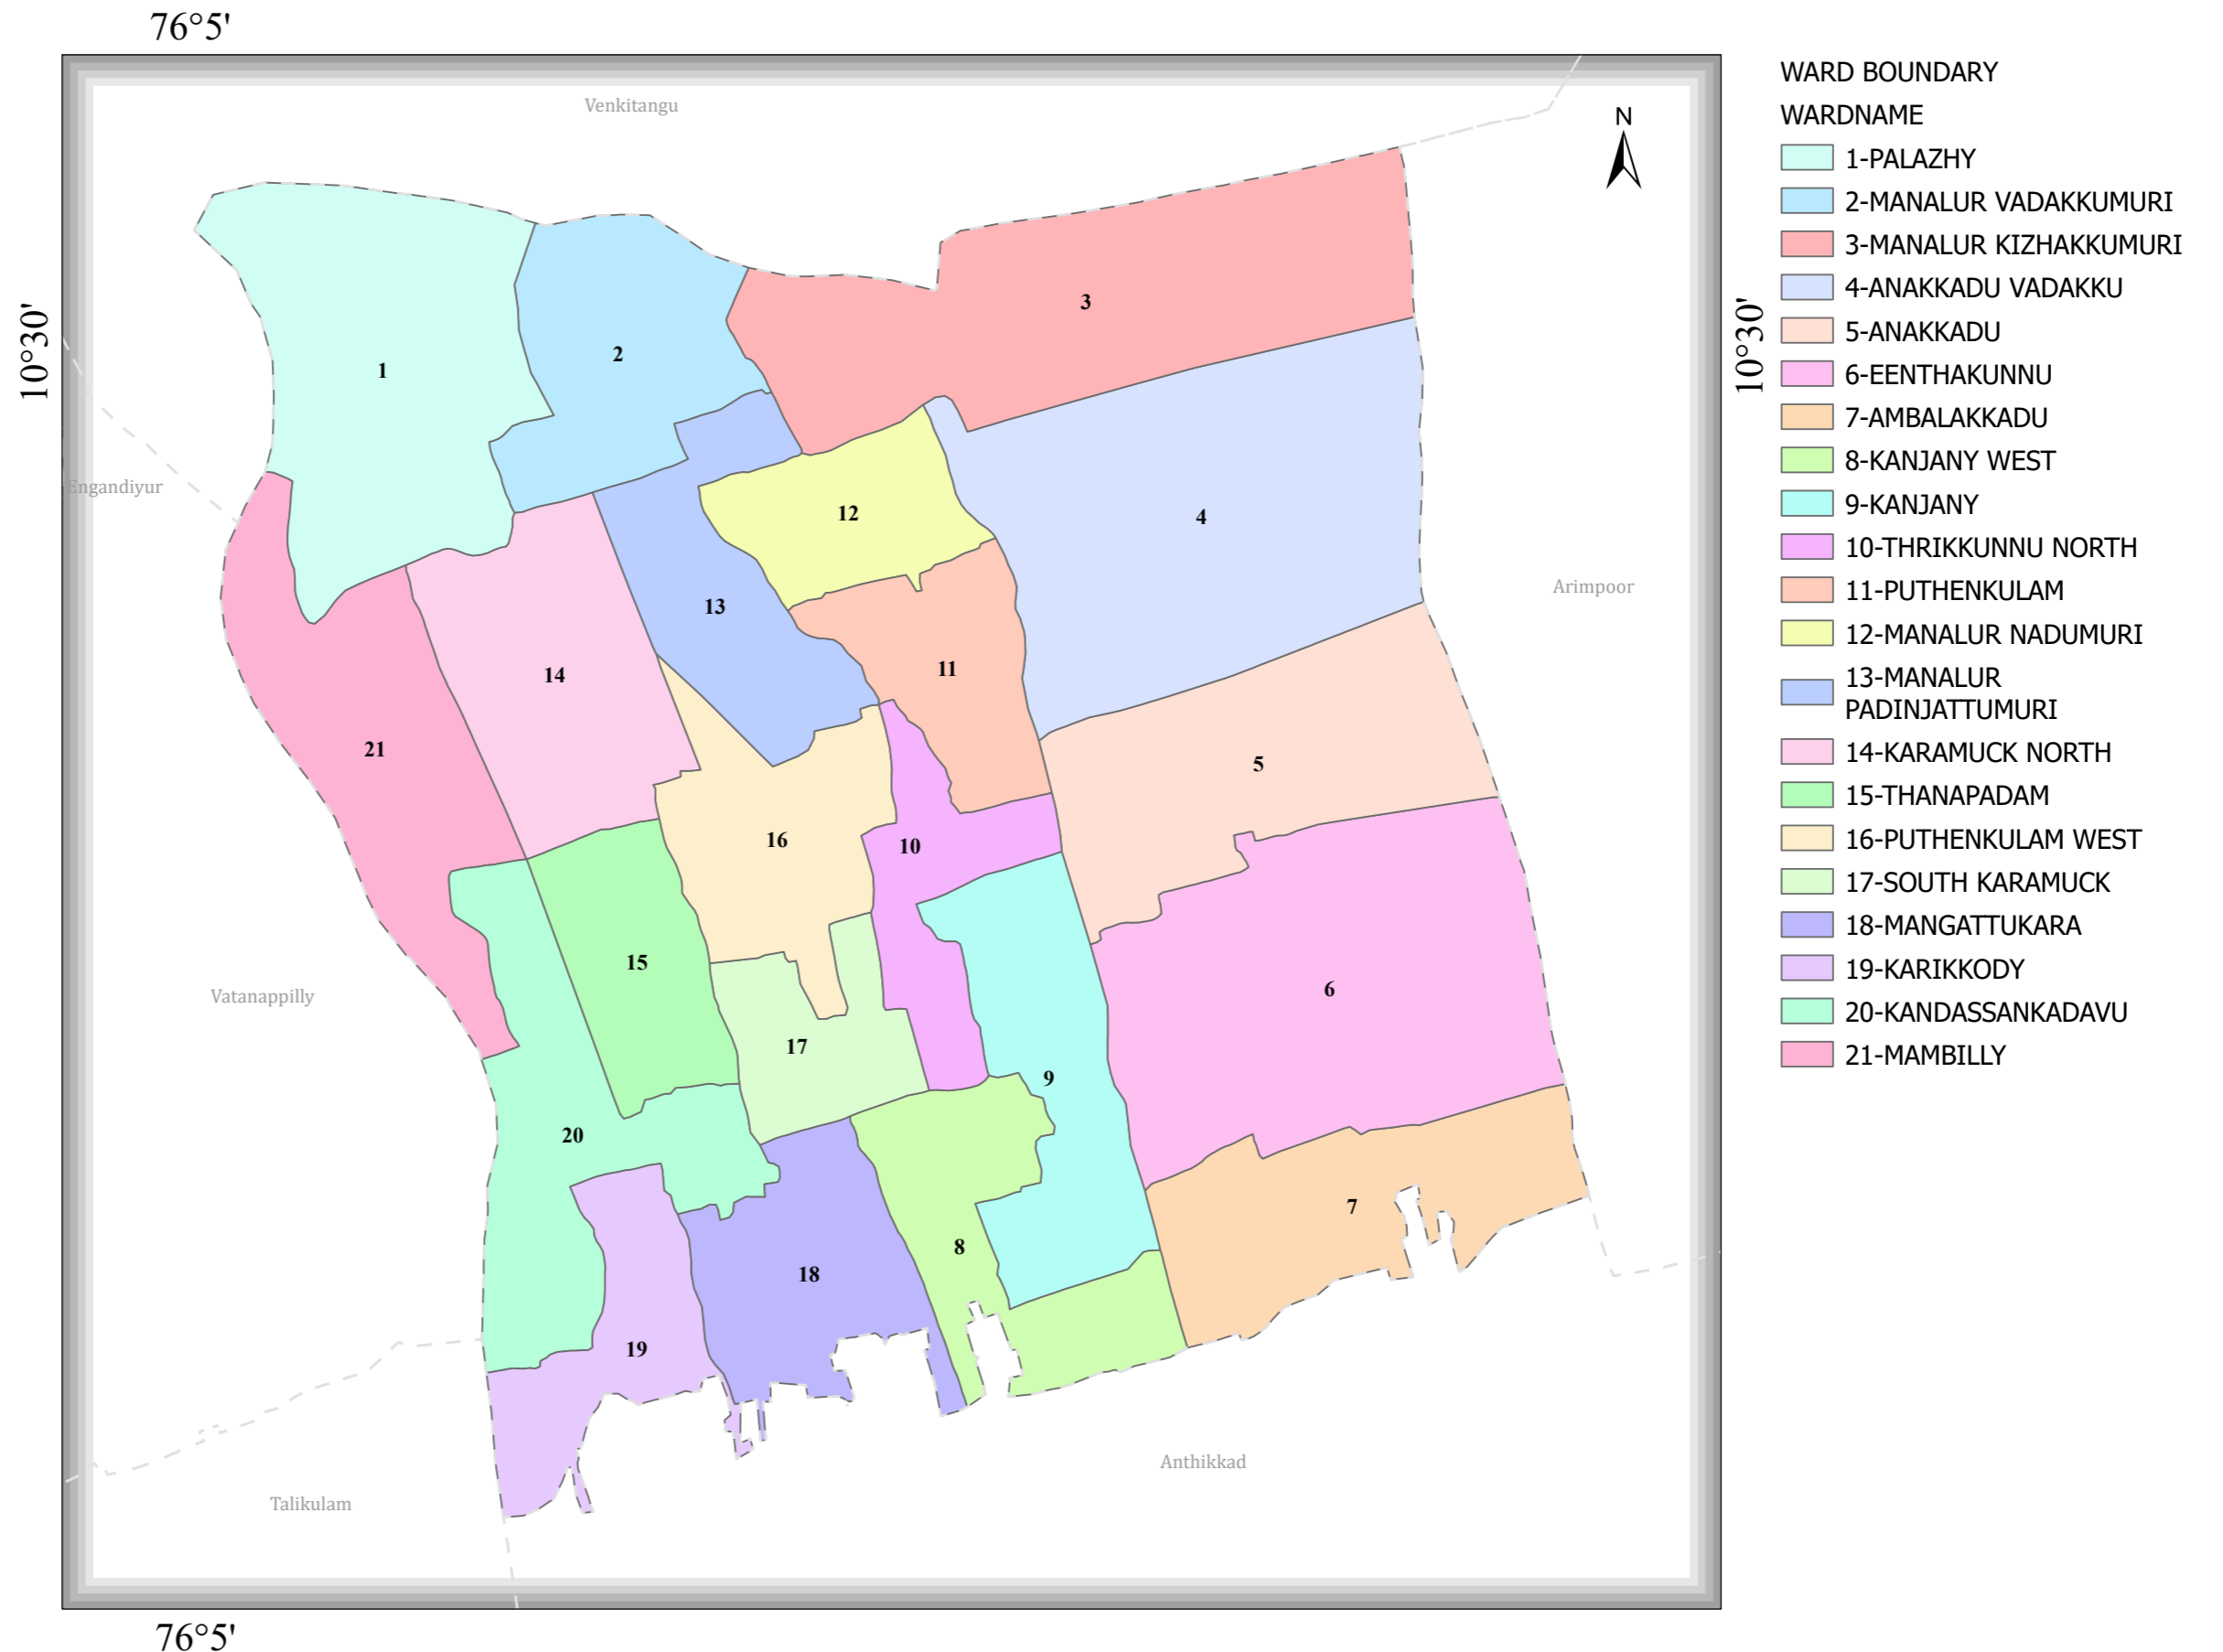 76°5'
Venkitangu
N
10°30'
10°30'
Engandiyur
Arimpoor
Vatanappilly
Anthikkad
Talikulam
76°5'
1
2
3
4
5
6
7
8
9
10
11
12
13
14
15
16
17
18
19
20
21
WARD BOUNDARY
WARDNAME
1-PALAZHY
2-MANALUR VADAKKUMURI
3-MANALUR KIZHAKKUMURI
4-ANAKKADU VADAKKU
5-ANAKKADU
6-EENTHAKUNNU
7-AMBALAKKADU
8-KANJANY WEST
9-KANJANY
10-THRIKKUNNU NORTH
11-PUTHENKULAM
12-MANALUR NADUMURI
13-MANALUR
PADINJATTUMURI
14-KARAMUCK NORTH
15-THANAPADAM
16-PUTHENKULAM WEST
17-SOUTH KARAMUCK
18-MANGATTUKARA
19-KARIKKODY
20-KANDASSANKADAVU
21-MAMBILLY